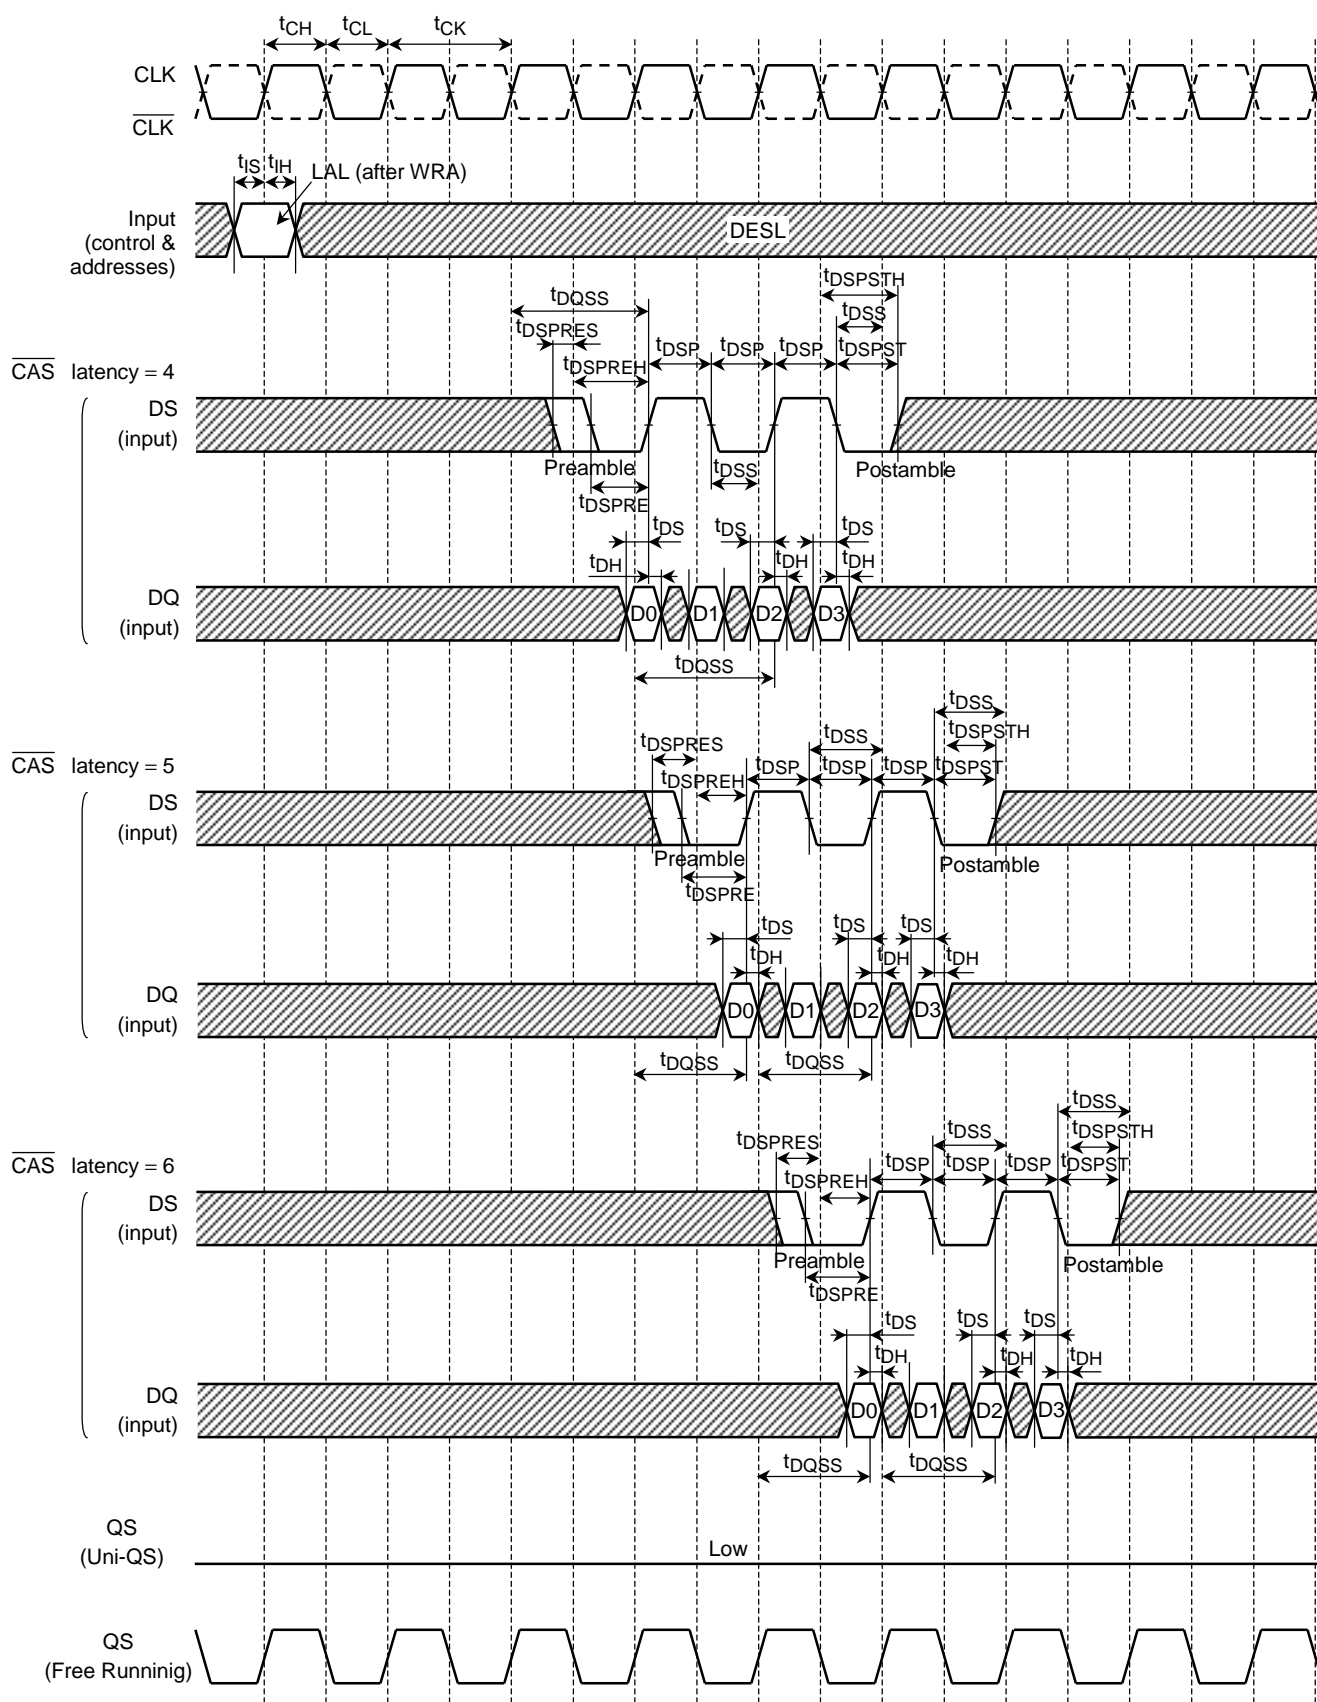 tCH tCL tCK
CLK
CLK
tIS tIH LAL (after WRA)
Input
(control &
addresses)
DESL
tDSPSTH
tDQSS tDSS
tDSPRES tDSP tDSP tDSP tDSPST
tDSPREH
CAS latency = 4
DS
(input)
Preamble Postamble
tDSS
tDSPRE
tDS tDS tDS
tDH tDH tDH
DQ
(input)
D0 D1 D2 D3
tDQSS
tDSS
tDSPRES tDSS tDSPSTH
CAS latency = 5
tDSPREH tDSP tDSP tDSP tDSPST
DS
(input)
Preamble Postamble
tDSPRE
tDS tDS tDS
tDH tDH tDH
DQ
(input)
D0 D1 D2 D3
tDQSS tDQSS
tDSS
tDSPRES tDSS tDSPSTH
CAS latency = 6
tDSPREH tDSP tDSP tDSP tDSPST
DS
(input)
Preamble Postamble
tDSPRE
tDS tDS tDS
tDH tDH tDH
DQ
(input)
D0 D1 D2 D3
tDQSS tDQSS
QS
(Uni-QS)
Low
QS
(Free Runninig)